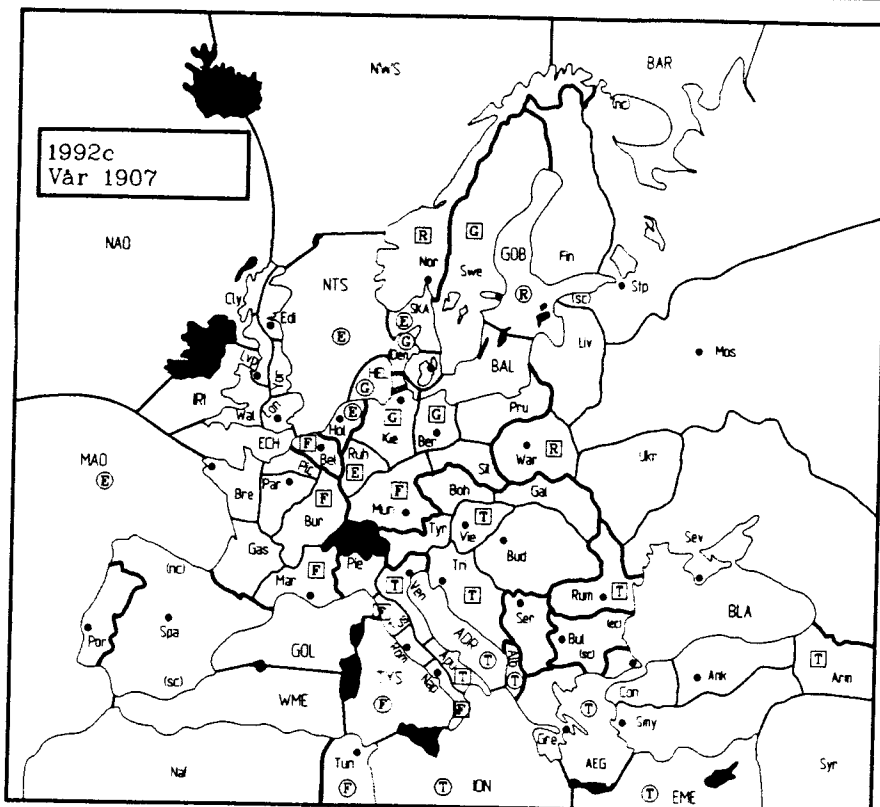 NWS
BAR
(nc)
1992c
Vår 1907
NAO
R
G
GOB
Nor
Swe
Fin
NTS
R
(sc)
Stp
Cly
Edi
SKA
E
E
G
Den
Liv
Mos
BAL
HEL
G
IRI
Wal
Lon
E
Hol
G
Kie
G
Ber
Pru
War
R
ECH
F
Bel
Ruh
E
MAO
E
Pic
Sil
Ukr
Bre
Par
F
Bur
F
Mun
Boh
Gal
Tyr
T
Vie
Bud
Sev
Gas
(nc)
Mar
F
Pie
T
Ven
Tri
T
Rum
T
Por
Spa
Ser
BLA
GOL
F
Rom
ADR
T
Alb
T
Bul
(ec)
(sc)
(sc)
TYS
F
Apu
T
Nap
F
Con
Ank
T
Arm
WME
T
Gre
Smy
Naf
Tun
F
ION
T
AEG
T
EME
Syr